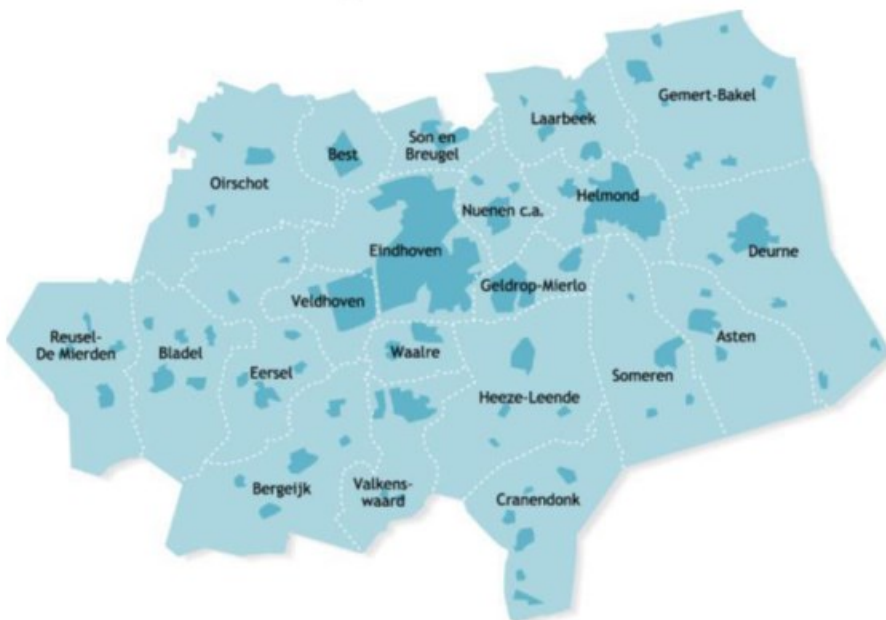 Gemert-Bakel
Laarbeek
Son en
Breugel
Best
Oirschot
Helmond
Nuenen c.a.
Eindhoven
Deurne
Geldrop-Mierlo
Veldhoven
Reusel-
De Mierden
Bladel
Waalre
Asten
Eersel
Someren
Heeze-Leende
Bergeijk
Valkens-
waard
Cranendonk